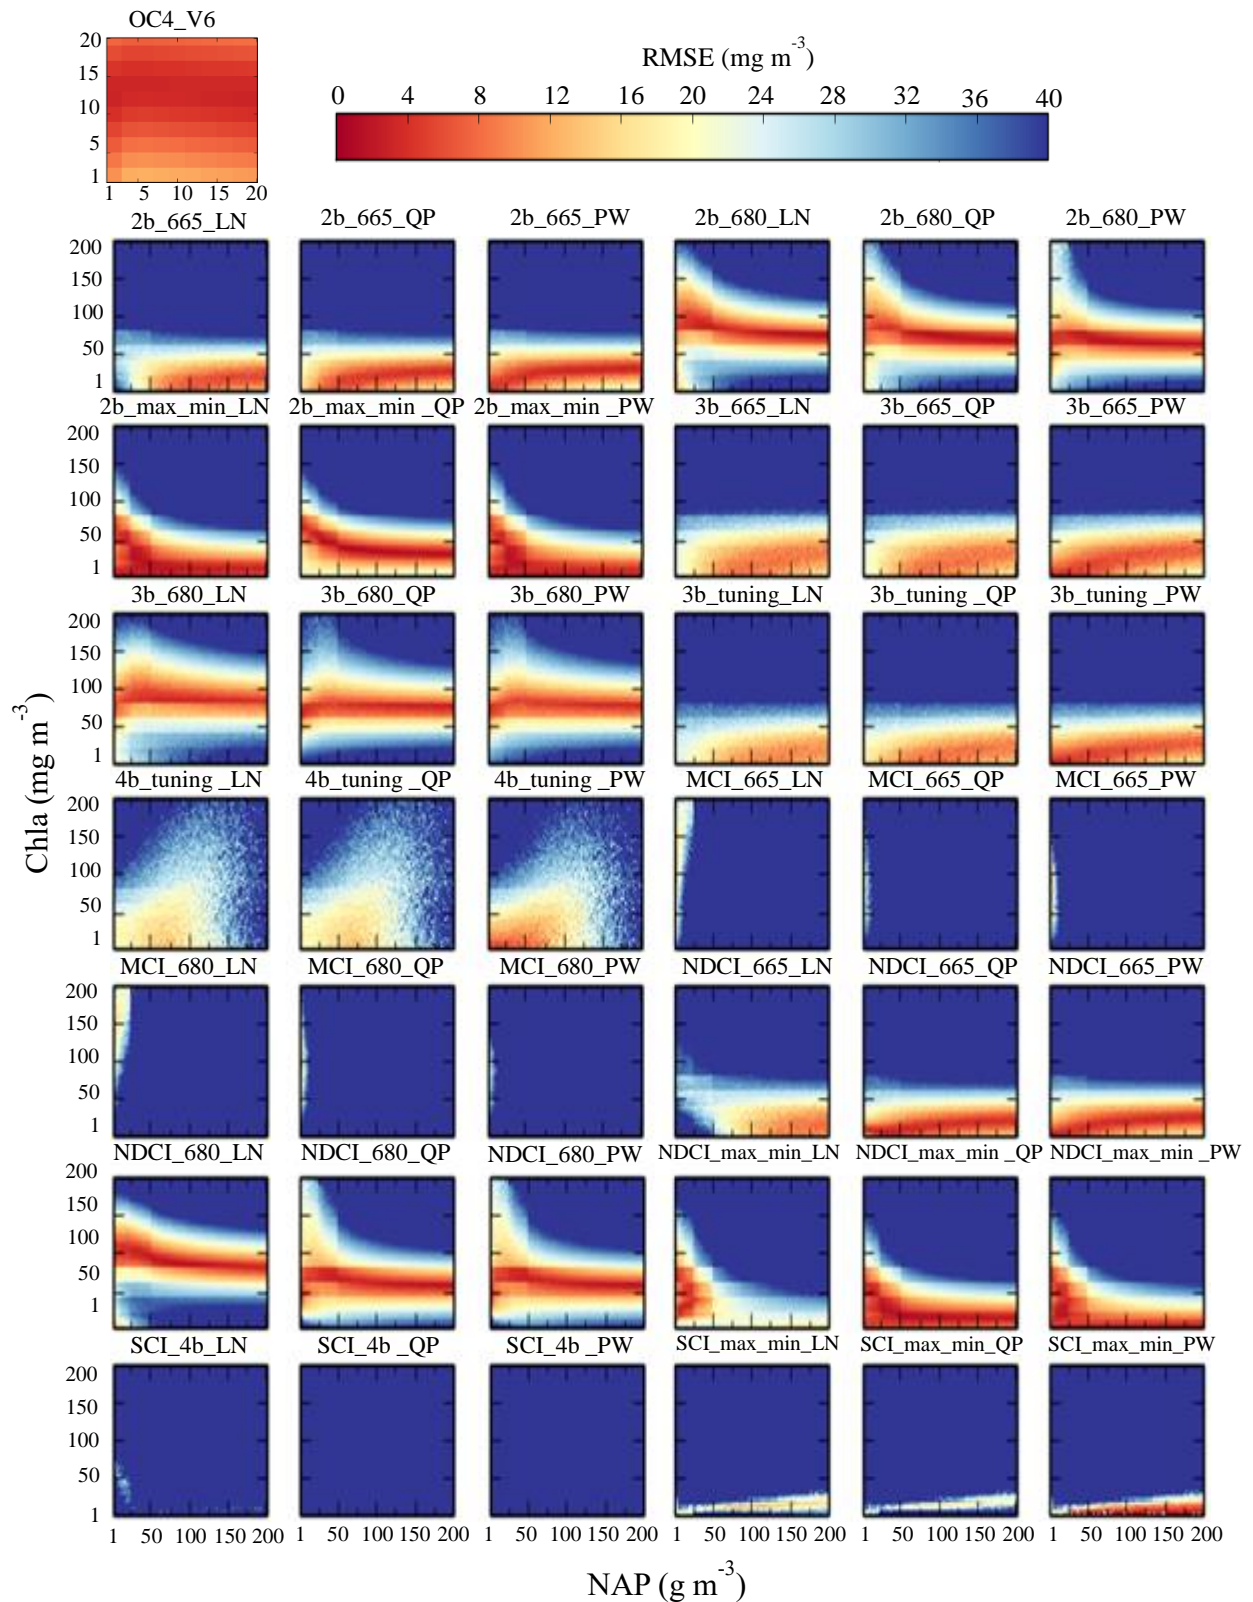 OC4_V6
RMSE (mg m-3)
0 4 8 12 16 20 24 28 32 36 40
20
15
10
5
1
1 5 10 15 20
2b_665_LN 2b_665_QP 2b_665_PW 2b_680_LN 2b_680_QP 2b_680_PW
200
150
100
50
1
2b_max_min_LN 2b_max_min _QP 2b_max_min _PW 3b_665_LN 3b_665_QP 3b_665_PW
200
150
100
50
1
3b_680_LN 3b_680_QP 3b_680_PW 3b_tuning_LN 3b_tuning _QP 3b_tuning _PW
200
150
100
50
1
Chla (mg m-3)
4b_tuning _LN 4b_tuning _QP 4b_tuning _PW MCI_665_LN MCI_665_QP MCI_665_PW
200
150
100
50
1
MCI_680_LN MCI_680_QP MCI_680_PW NDCI_665_LN NDCI_665_QP NDCI_665_PW
200
150
100
50
1
NDCI_680_LN NDCI_680_QP NDCI_680_PW NDCI_max_min_LN NDCI_max_min _QP NDCI_max_min _PW
200
150
100
50
1
SCI_4b_LN SCI_4b _QP SCI_4b _PW SCI_max_min_LN SCI_max_min_QP SCI_max_min_PW
200
150
100
50
1
1 50 100 150 200 1 50 100 150 200 1 50 100 150 200 1 50 100 150 200 1 50 100 150 200 1 50 100 150 200
NAP (g m-3)